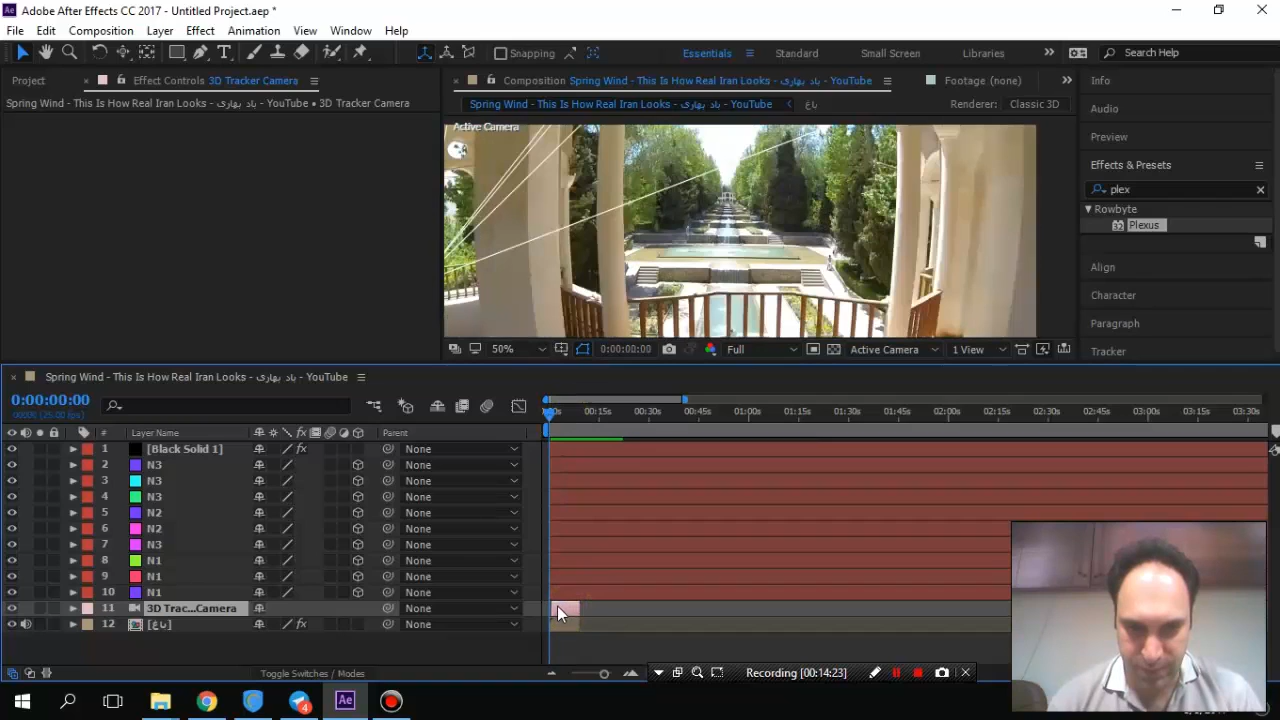 Adobe After Effects CC 2017 - Untitled Project.aep *
File Edit Composition Layer Effect Animation View Window Help
Snapping Essentials Standard Small Screen Libraries Search Help
Project Effect Controls 3D Tracker Camera Composition Spring Wind - This Is How Real Iran Looks - باد بهاری - YouTube Footage (none) Info
Spring Wind - This Is How Real Iran Looks - باد بهاری - YouTube • 3D Tracker Camera Spring Wind - This Is How Real Iran Looks - باد بهاری - YouTube باغ Renderer: Classic 3D Audio
Active Camera
Preview
Effects & Presets
plex
Rowbyte
Plexus
Align
Character
Paragraph
Tracker
50% 0:00:00:00 Full Active Camera 1 View
Spring Wind - This Is How Real Iran Looks - باد بهاری - YouTube
0:00:00:00
00:15s 00:30s 00:45s 01:00s 01:15s 01:30s 01:45s 02:00s 02:15s 02:30s 02:45s 03:00s 03:15s 03:30s
# Layer Name Parent
1 [Black Solid 1] None
2 N3 None
3 N3 None
4 N3 None
5 N2 None
6 N2 None
7 N3 None
8 N1 None
9 N1 None
10 N1 None
11 3D Trac...Camera None
12 [باغ] None
Toggle Switches / Modes
Recording [00:14:23]